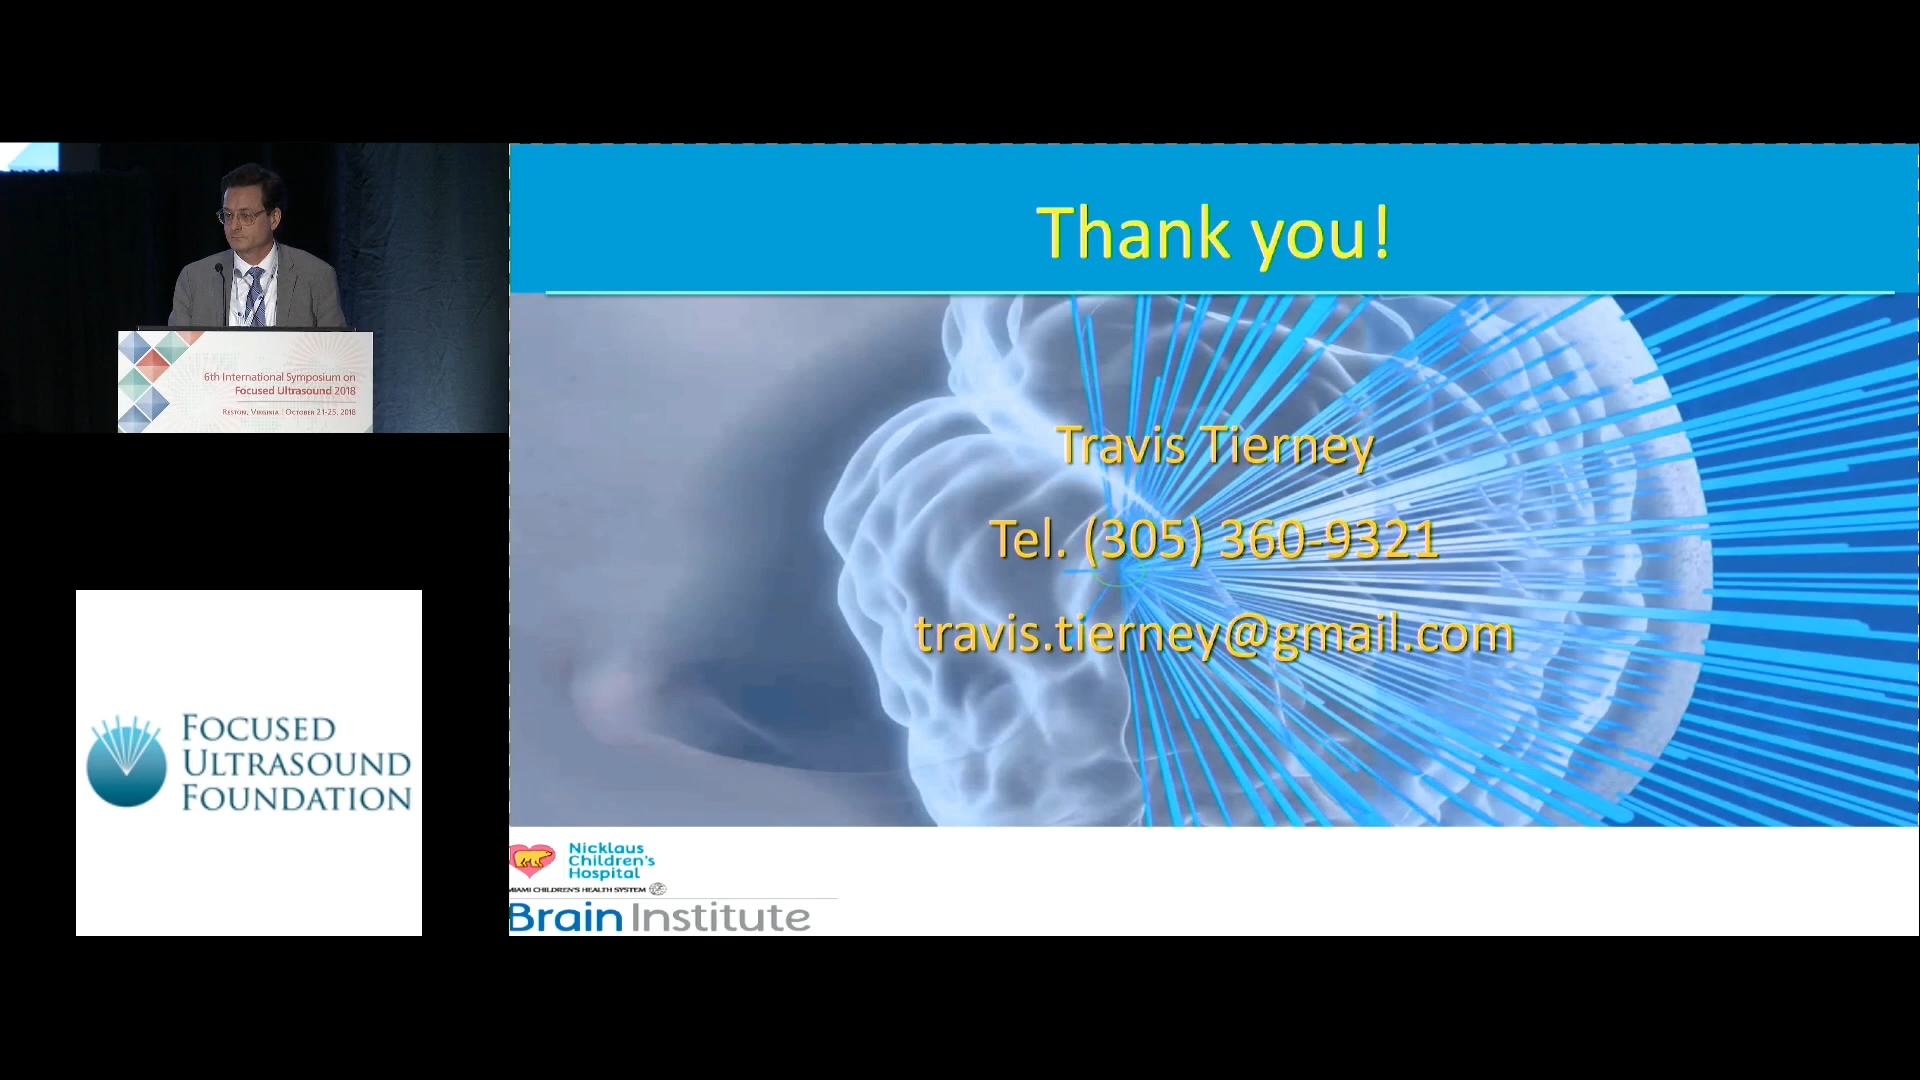 Thank you!
Travis Tierney
Tel. (305) 360-9321
travis.tierney@gmail.com
6th International Symposium on
Focused Ultrasound 2018
Reston, Virginia | October 21-25, 2018
FOCUSED
ULTRASOUND
FOUNDATION
Nicklaus
Children's
Hospital
MIAMI CHILDREN'S HEALTH SYSTEM
Brain Institute